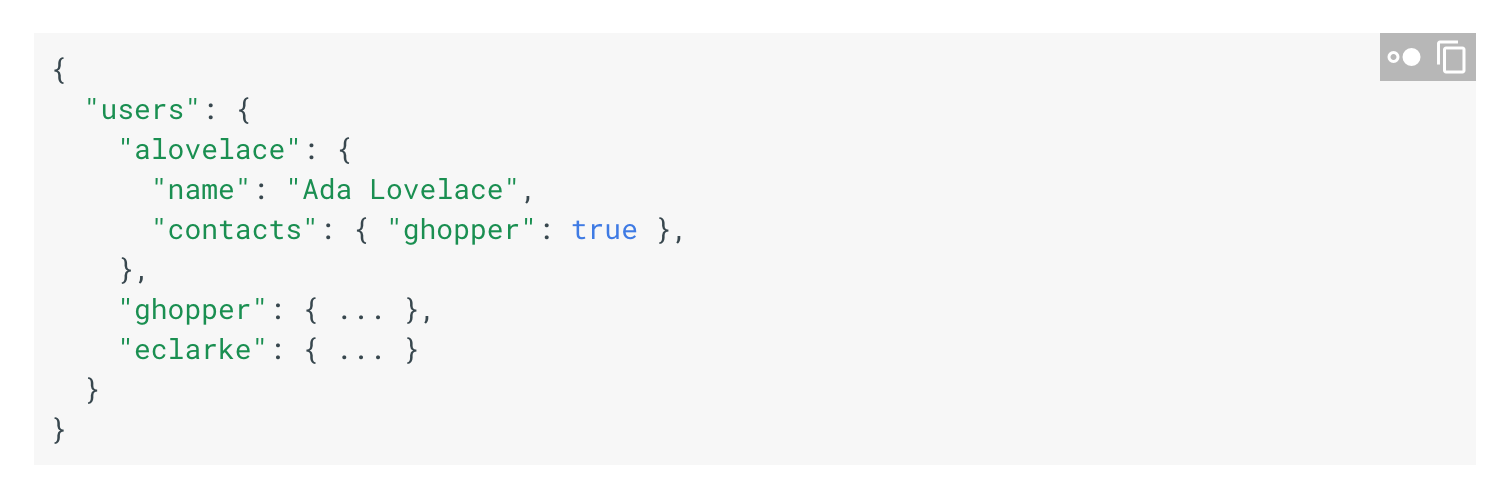 {
  "users": {
    "alovelace": {
      "name": "Ada Lovelace",
      "contacts": { "ghopper": true },
    },
    "ghopper": { ... },
    "eclarke": { ... }
  }
}